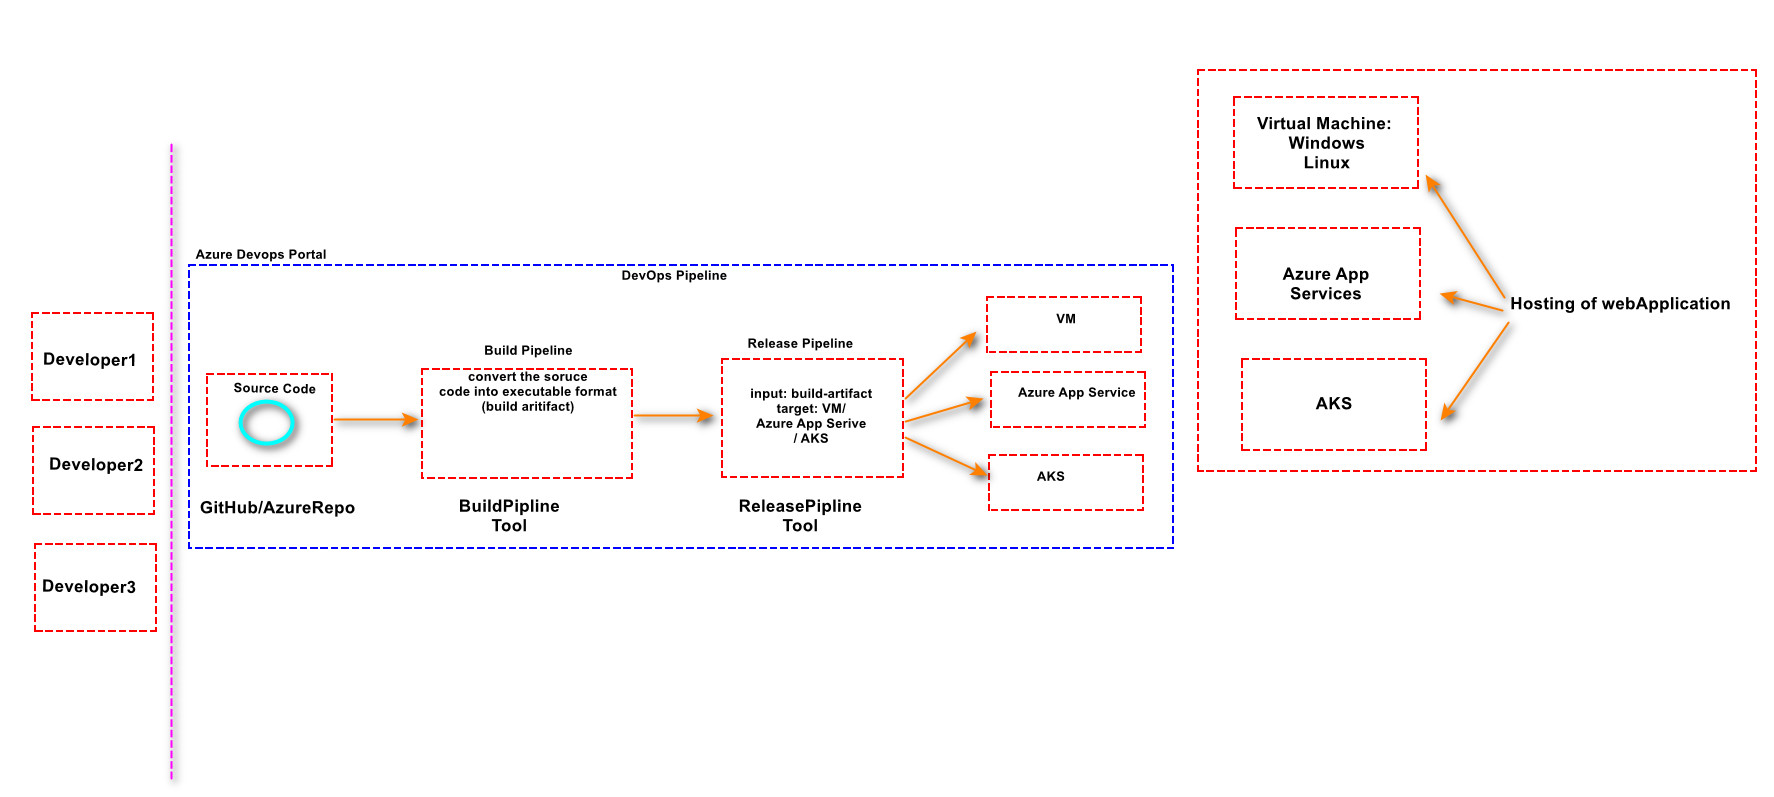 Developer1
Developer2
Developer3
Azure Devops Portal
DevOps Pipeline
Source Code
GitHub/AzureRepo
Build Pipeline
convert the soruce
code into executable format
(build aritifact)
BuildPipline
Tool
Release Pipeline
input: build-artifact
target: VM/
Azure App Serive
/ AKS
ReleasePipline
Tool
VM
Azure App Service
AKS
Virtual Machine:
Windows
Linux
Azure App
Services
AKS
Hosting of webApplication